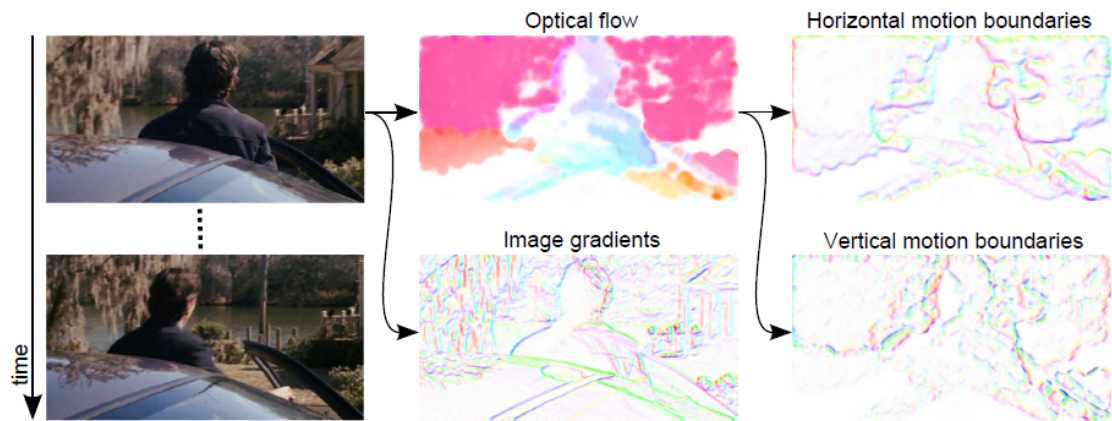 Optical flow
Horizontal motion boundaries
Image gradients
Vertical motion boundaries
time